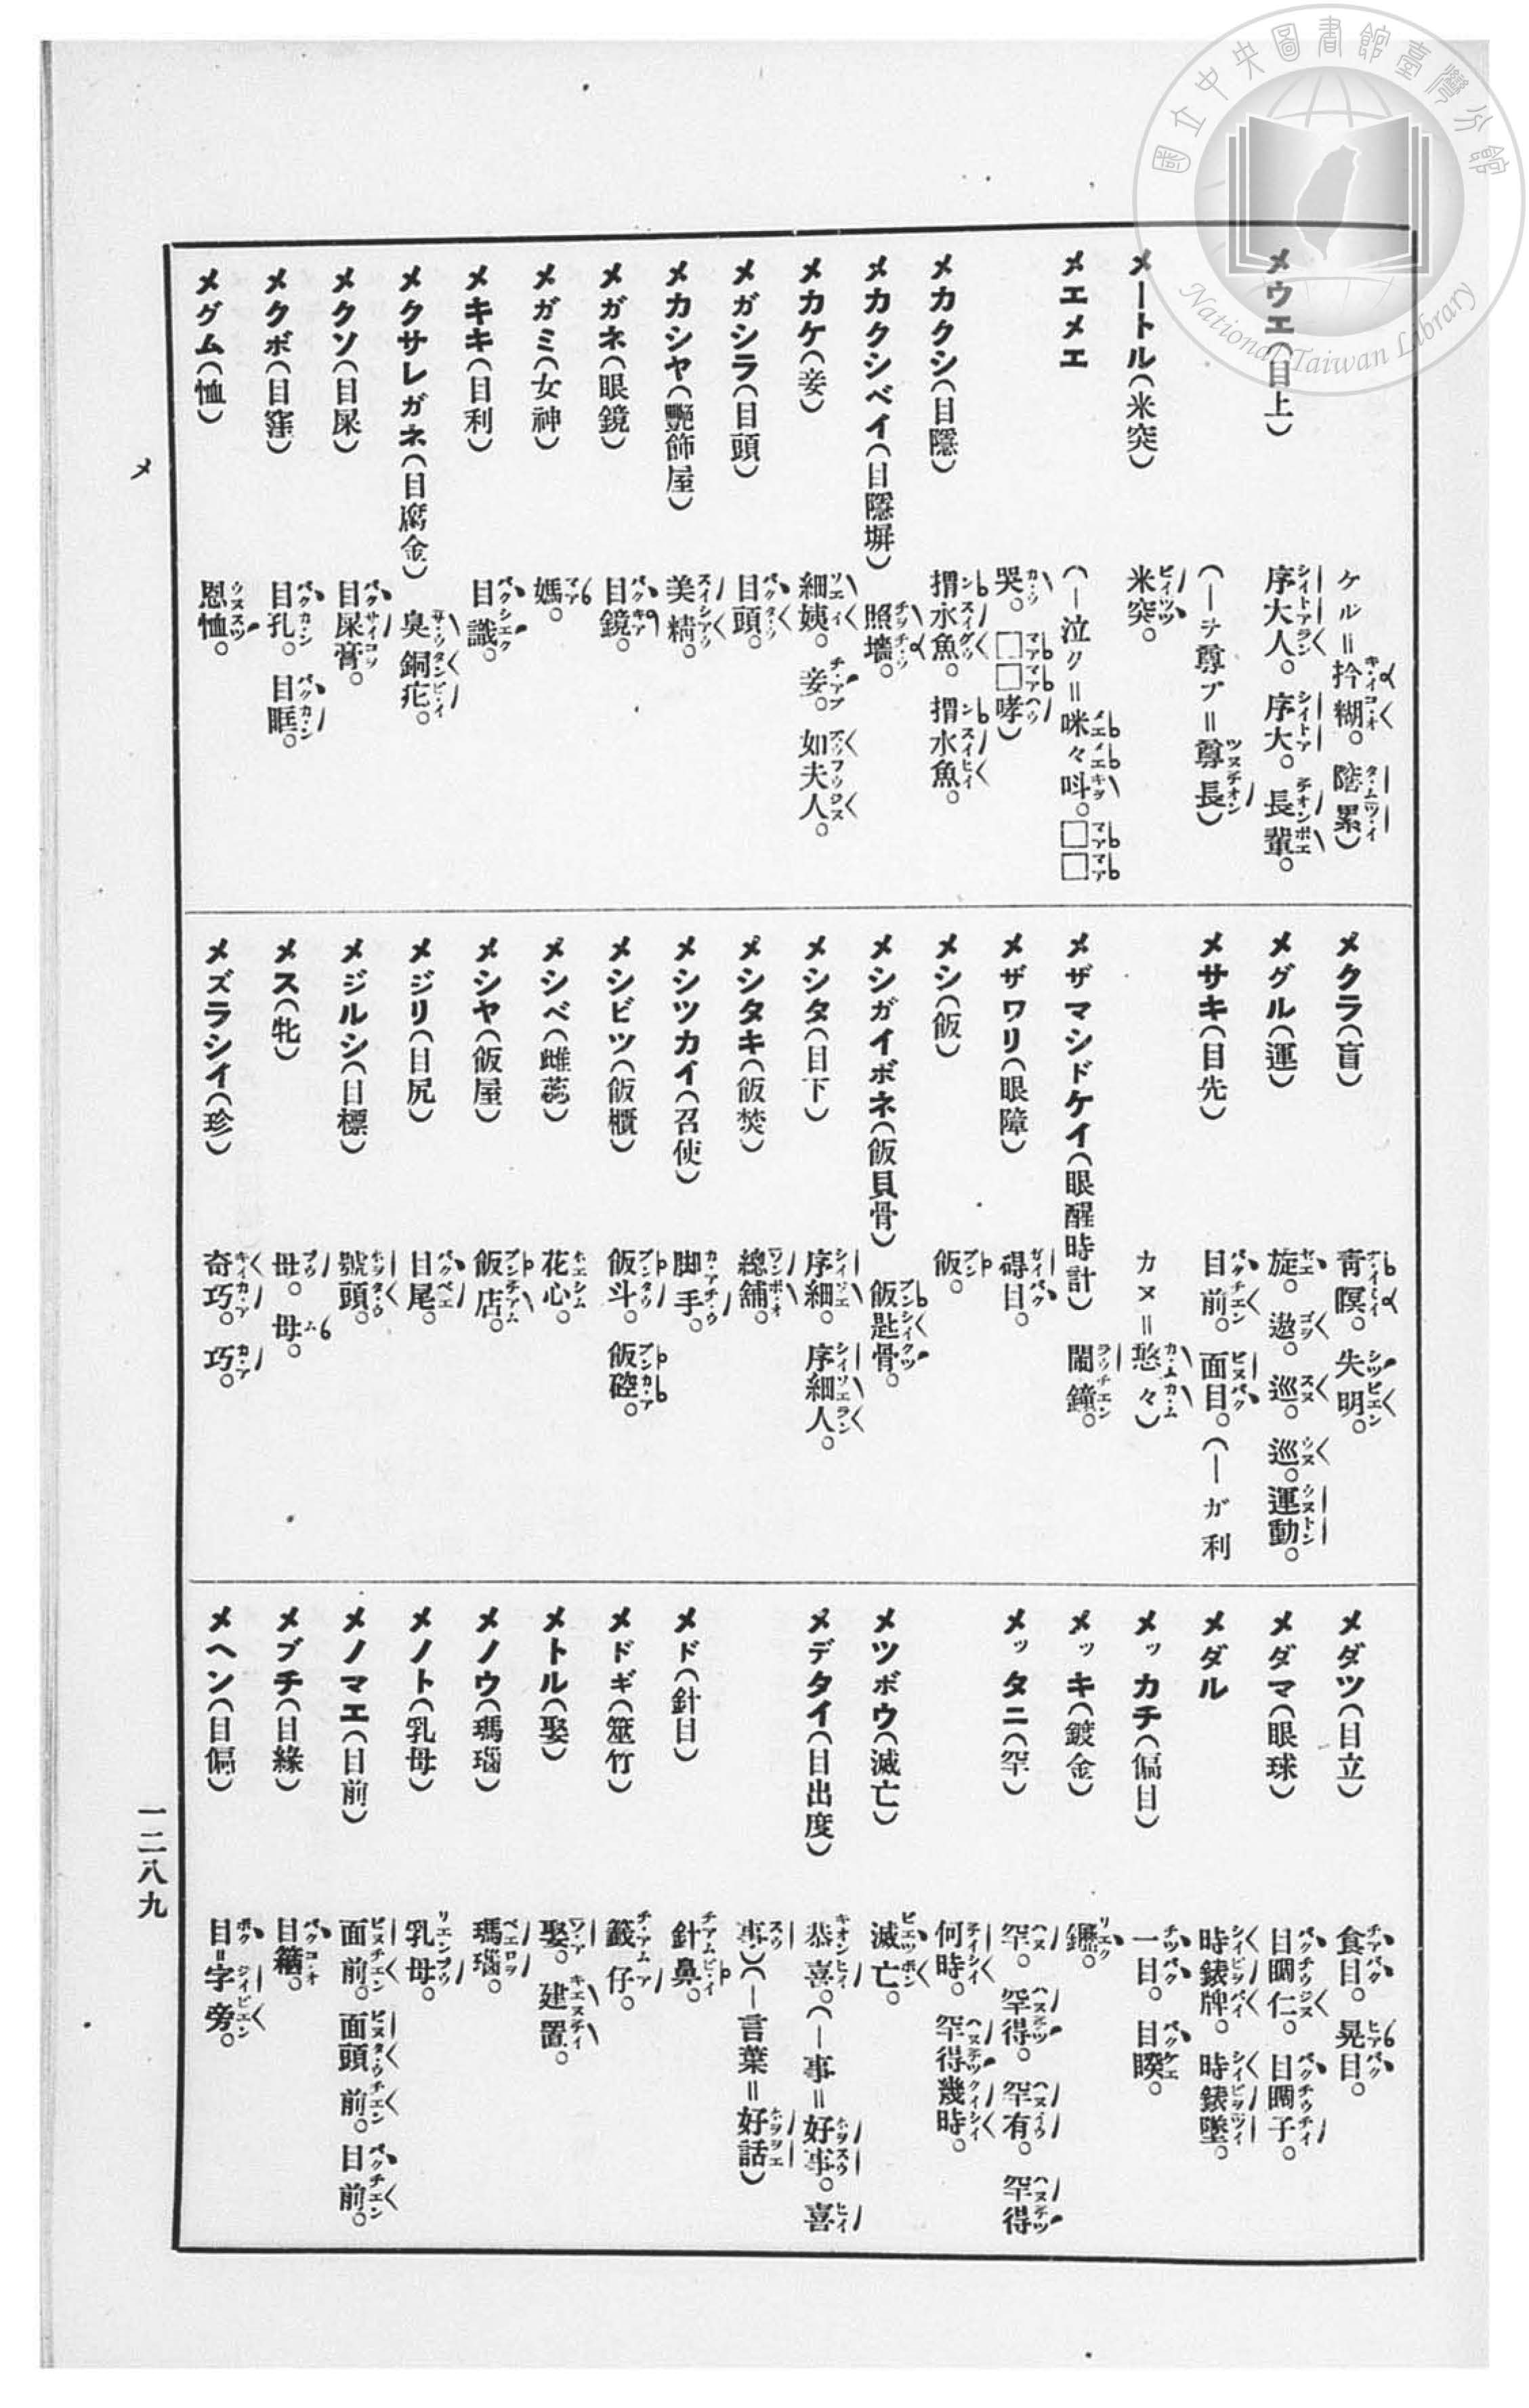 國立中央圖書館臺灣分館
National Taiwan Library
ケル＝扲糊。 瘩累）
メウエ（目上） 序大人。 序大。 長輩。
（ーヲ尊ブ＝尊長）
メートル（米突） 米突。
メエメエ （ー泣ク＝咪々呌。□□
哭。 □□哮）
メカクシ（目隱） 揾水魚。 揾水魚。
メカクシベイ（目隱塀） 照墻。
メカケ（妾） 細姨。 妾。 如夫人。
メガシラ（目頭） 目頭。
メカシヤ（艷飾屋） 美精。
メガネ（眼鏡） 目鏡。
メガミ（女神） 媽。
メキキ（目利） 目識。
メクサレガネ（目腐金） 臭銅疕。
メクソ（目屎） 目屎膏。
メクボ（目窪） 目孔。 目眶。
メグム（恤） 恩恤。
メクラ（盲） 靑瞑。 失明。
メグル（運） 旋。 遨。 巡。 巡。 運動。
メサキ（目先） 目前。 面目。（ーガ利
カヌ＝憨々）
メザマシドケイ（眼醒時計） 鬧鐘。
メザワリ（眼障） 碍目。
メシ（飯） 飯。
メシガイボネ（飯貝骨） 飯匙骨。
メシタ（目下） 序細。 序細人。
メシタキ（飯焚） 總舖。
メシツカイ（召使） 脚手。
メシビツ（飯櫃） 飯斗。 飯硿。
メシベ（雌蕊） 花心。
メシヤ（飯屋） 飯店。
メジリ（目尻） 目尾。
メジルシ（目標） 號頭。
メス（牝） 母。 母。
メズラシイ（珍） 奇巧。 巧。
メダツ（目立） 食目。 晃目。
メダマ（眼球） 目瞯仁。 目瞯子。
メダル 時錶牌。 時錶墜。
メッカチ（偏目） 一目。 目睽。
メッキ（鍍金） 鑞。
メッタニ（罕） 罕。 罕得。 罕有。 罕得
何時。 罕得幾時。
メツボウ（滅亡） 滅亡。
メデタイ（目出度） 恭喜。（ー事＝好事。喜
事）（ー言葉＝好話）
メド（針目） 針鼻。
メドギ（筮竹） 籤仔。
メトル（娶） 娶。 建置。
メノウ（瑪瑙） 瑪瑙。
メノト（乳母） 乳母。
メノマエ（目前） 面前。 面頭前。 目前。
メブチ（目緣） 目箍。
メヘン（目偏） 目＝字旁。
メ
一二八九